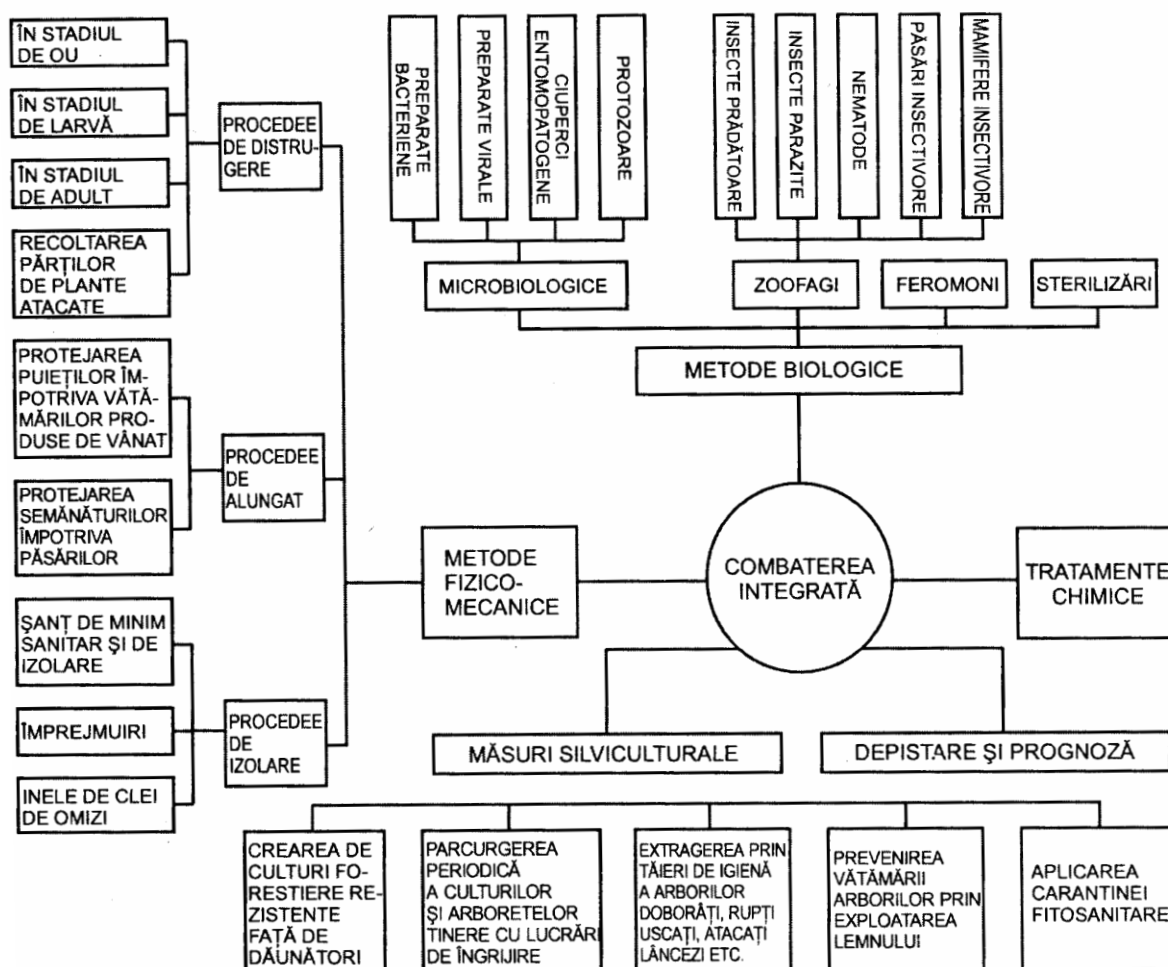 ÎN STADIUL
DE OU
ÎN STADIUL
DE LARVĂ
ÎN STADIUL
DE ADULT
RECOLTAREA
PĂRȚILOR
DE PLANTE
ATACATE
PROCEDEE
DE DISTRU-
GERE
PROTEJAREA
PUIEȚILOR ÎM-
POTRIVA VĂTĂ-
MĂRILOR PRO-
DUSE DE VÂNAT
PROTEJAREA
SEMĂNĂTURILOR
ÎMPOTRIVA
PĂSĂRILOR
PROCEDEE
DE
ALUNGAT
ŞANȚ DE MINIM
SANITAR ŞI DE
IZOLARE
ÎMPREJMUIRI
INELE DE CLEI
DE OMIZI
PROCEDEE
DE
IZOLARE
METODE
FIZICO-
MECANICE
PREPARATE
BACTERIENE
PREPARATE VIRALE
CIUPERCI
ENTOMOPATOGENE
PROTOZOARE
INSECTE PRĂDĂTOARE
INSECTE PARAZITE
NEMATODE
PĂSĂRI INSECTIVORE
MAMIFERE INSECTIVORE
MICROBIOLOGICE
ZOOFAGI
FEROMONI
STERILIZĂRI
METODE BIOLOGICE
COMBATEREA
INTEGRATĂ
TRATAMENTE
CHIMICE
MĂSURI SILVICULTURALE
DEPISTARE ŞI PROGNOZĂ
CREAREA DE
CULTURI FO-
RESTIERE RE-
ZISTENTE
FAȚĂ DE
DĂUNĂTORI
PARCURGEREA
PERIODICĂ
A CULTURILOR
ŞI ARBORETELOR
TINERE CU LUCRĂRI
DE ÎNGRIJIRE
EXTRAGEREA PRIN
TĂIERI DE IGIENĂ
A ARBORILOR
DOBORÂȚI, RUPȚI
USCAȚI, ATACAȚI
LÂNCEZI ETC.
PREVENIREA
VĂTĂMĂRII
ARBORILOR PRIN
EXPLOATAREA
LEMNULUI
APLICAREA
CARANTINEI
FITOSANITARE